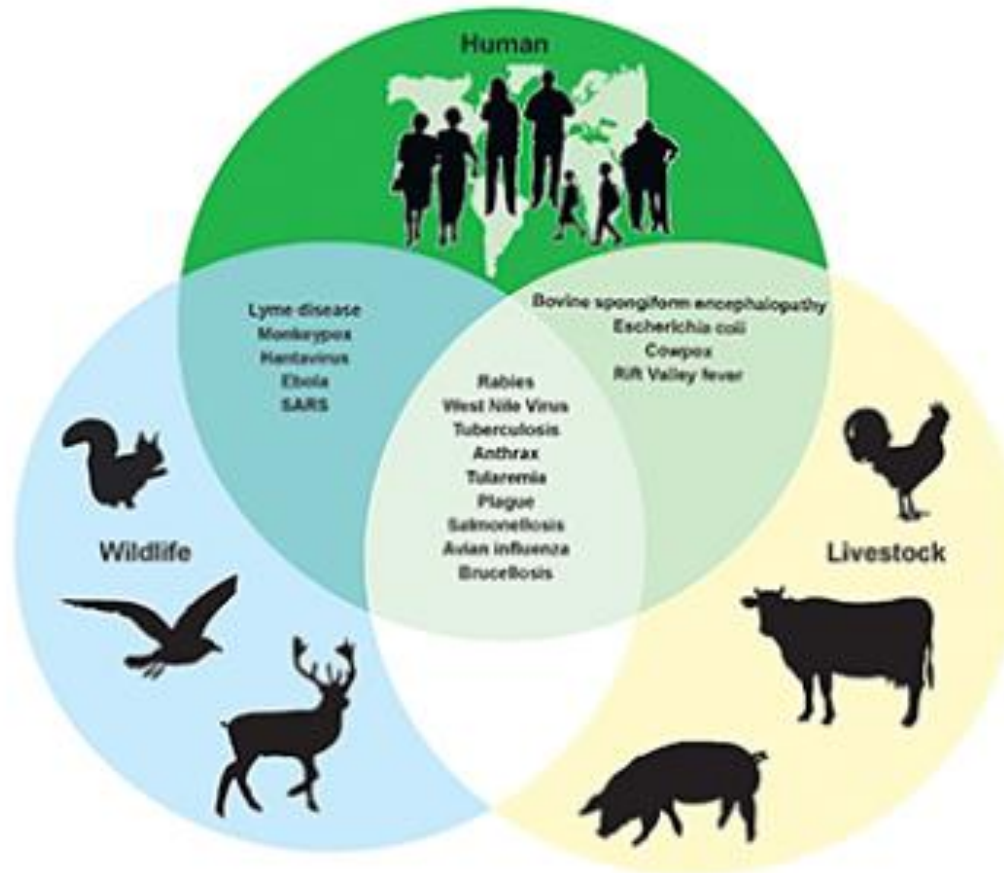 Human
Lyme disease
Monkeypox
Hantavirus
Ebola
SARS
Bovine spongiform encephalopathy
Escherichia coli
Cowpox
Rift Valley fever
Rabies
West Nile Virus
Tuberculosis
Anthrax
Tularemia
Plague
Salmonellosis
Avian influenza
Brucellosis
Wildlife
Livestock